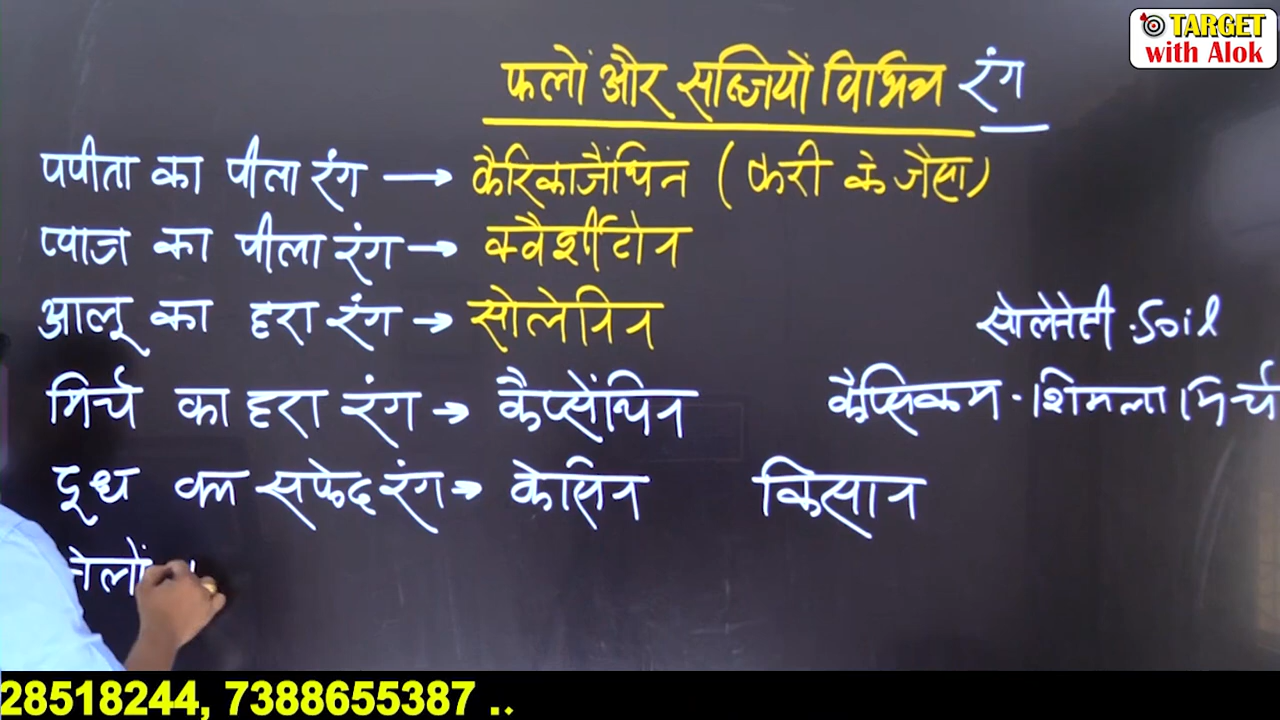 TARGET
with Alok
फलों और सब्जियों विभिन्न रंग
पपीता का पीला रंग → कैरिकाजैंथिन (करी के जैसा)
प्याज का पीला रंग → क्वैर्शीटीन
आलू का हरा रंग → सोलेनिन
सोलेनेटी . Soil
मिर्च का हरा रंग → कैप्सेंथिन
कैप्सिकम - शिमला मिर्च
दूध का सफेद रंग → केसिन किसान
28518244, 7388655387 ..